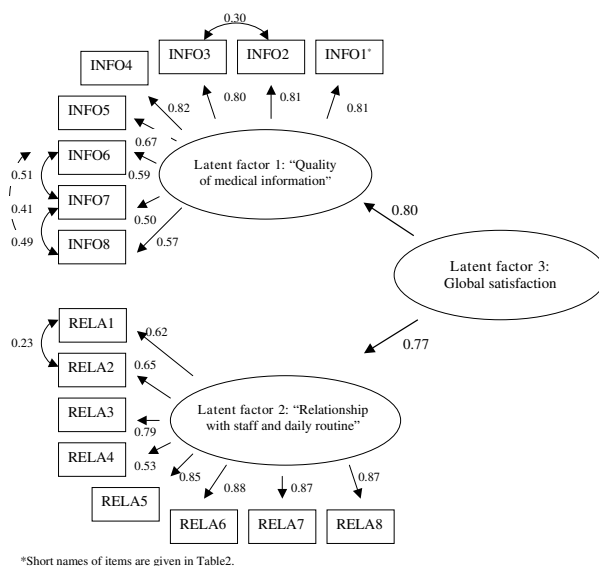 0.30
INFO4
INFO3
INFO2
INFO1*
0.82
0.80
0.81
0.81
INFO5
0.67
INFO6
0.59
0.51
INFO7
0.41
0.50
INFO8
0.49
0.57
Latent factor 1: “Quality
of medical information”
0.80
Latent factor 3:
Global satisfaction
0.77
RELA1
0.62
0.23
RELA2
0.65
RELA3
0.79
RELA4
0.53
Latent factor 2: “Relationship
with staff and daily routine”
RELA5
0.85
0.88
0.87
0.87
RELA6
RELA7
RELA8
*Short names of items are given in Table2.